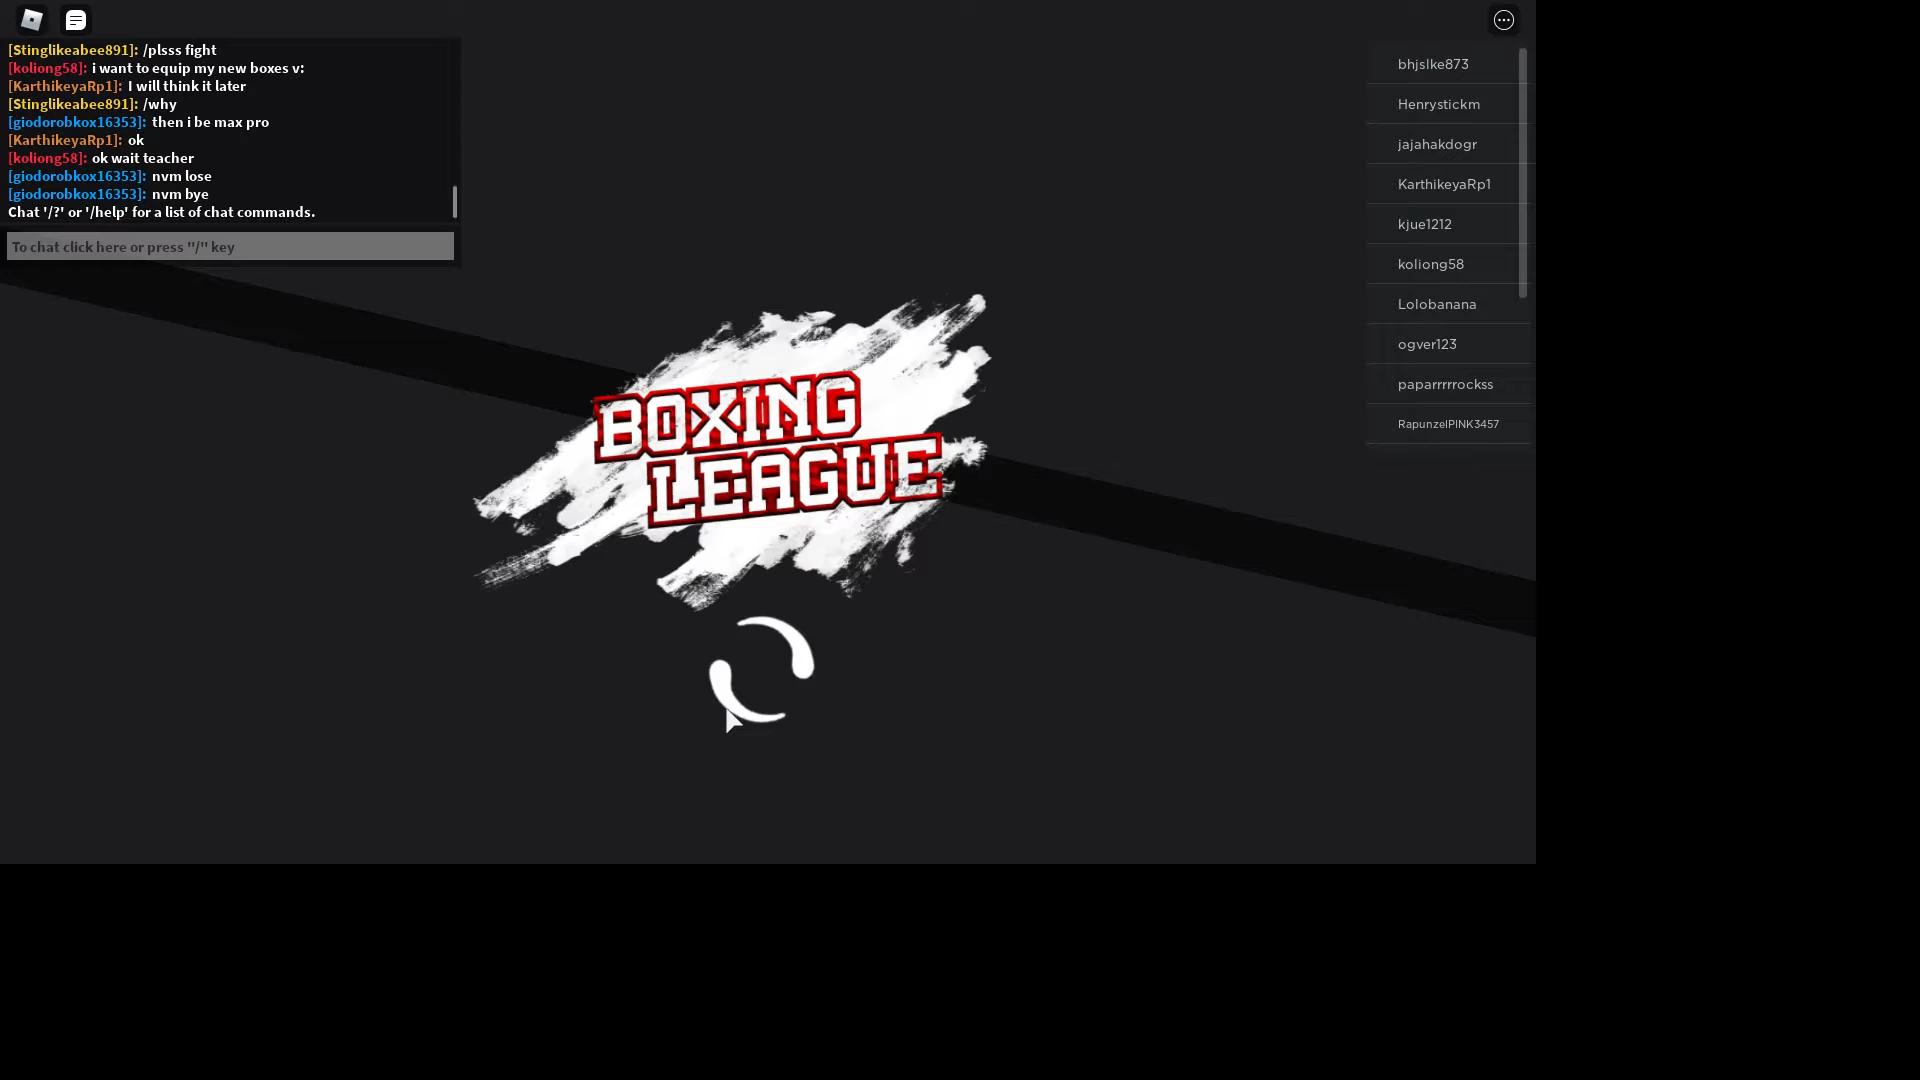 [Stinglikeabee891]: /plsss fight
[koliong58]: i want to equip my new boxes v:
[KarthikeyaRp1]: I will think it later
[Stinglikeabee891]: /why
[giodorobkox16353]: then i be max pro
[KarthikeyaRp1]: ok
[koliong58]: ok wait teacher
[giodorobkox16353]: nvm lose
[giodorobkox16353]: nvm bye
Chat '/?' or '/help' for a list of chat commands.
To chat click here or press "/" key
BOXING
LEAGUE
bhjslke873
Henrystickm
jajahakdogr
KarthikeyaRp1
kjue1212
koliong58
Lolobanana
ogver123
paparrrrrockss
RapunzelPINK3457